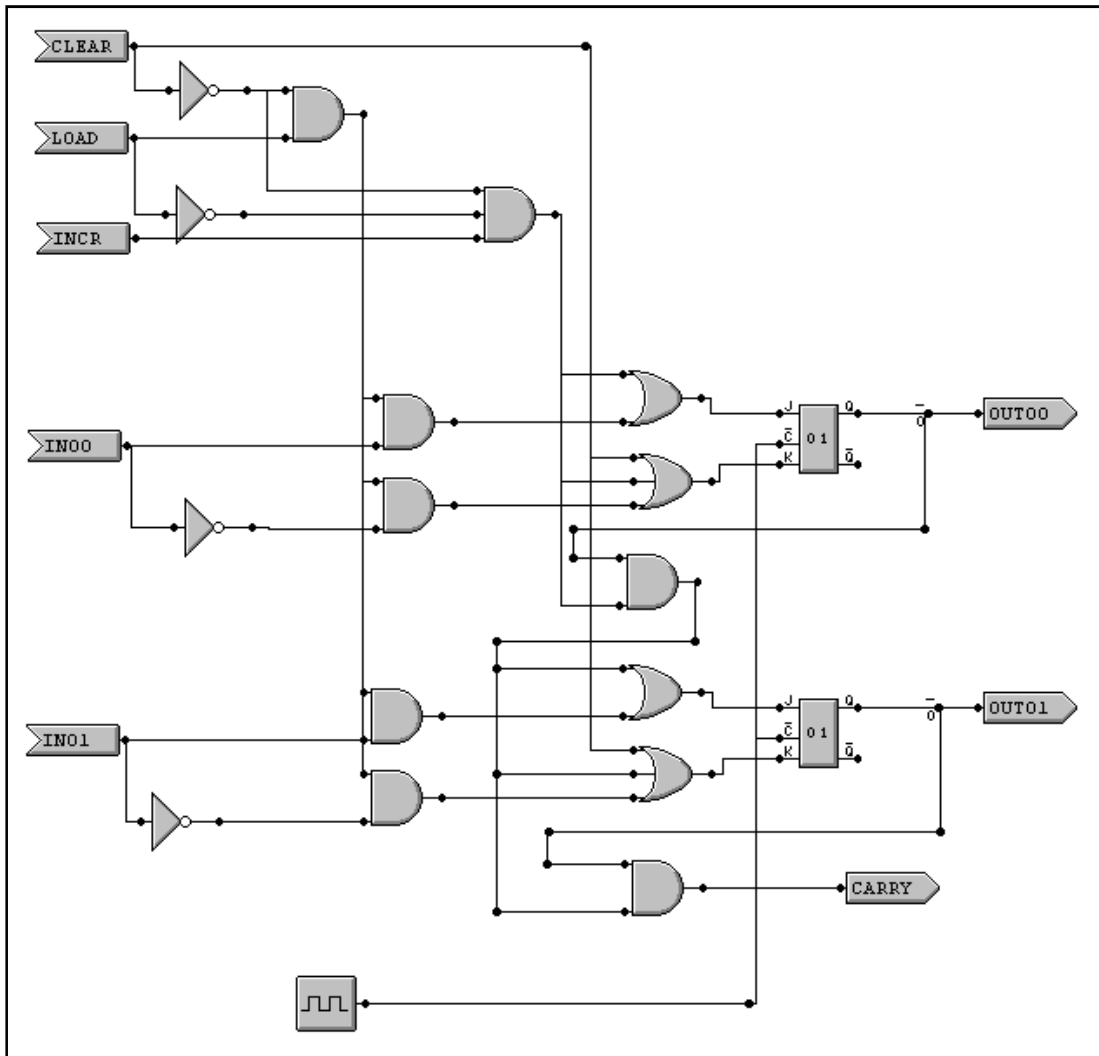 CLEAR
LOAD
INCR
J Q
0
OUT00
IN00
C̅
0 1
K Q̅
J Q
0
OUT01
IN01
C̅
0 1
K Q̅
CARRY